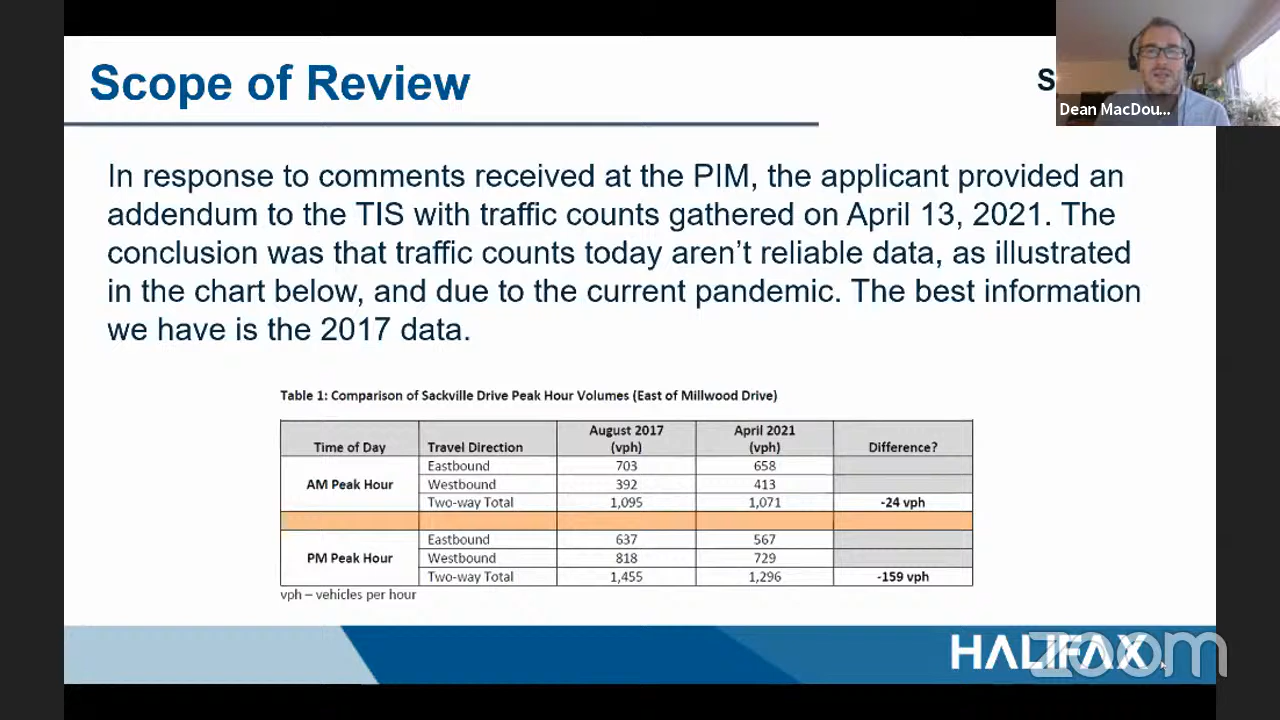 Scope of Review
S
Dean MacDou...
In response to comments received at the PIM, the applicant provided an
addendum to the TIS with traffic counts gathered on April 13, 2021. The
conclusion was that traffic counts today aren’t reliable data, as illustrated
in the chart below, and due to the current pandemic. The best information
we have is the 2017 data.
Table 1: Comparison of Sackville Drive Peak Hour Volumes (East of Millwood Drive)
Time of Day Travel Direction August 2017 (vph) April 2021 (vph) Difference?
AM Peak Hour
Eastbound 703 658
Westbound 392 413
Two-way Total 1,095 1,071 -24 vph
PM Peak Hour
Eastbound 637 567
Westbound 818 729
Two-way Total 1,455 1,296 -159 vph
vph – vehicles per hour
HALIFAX
zoom